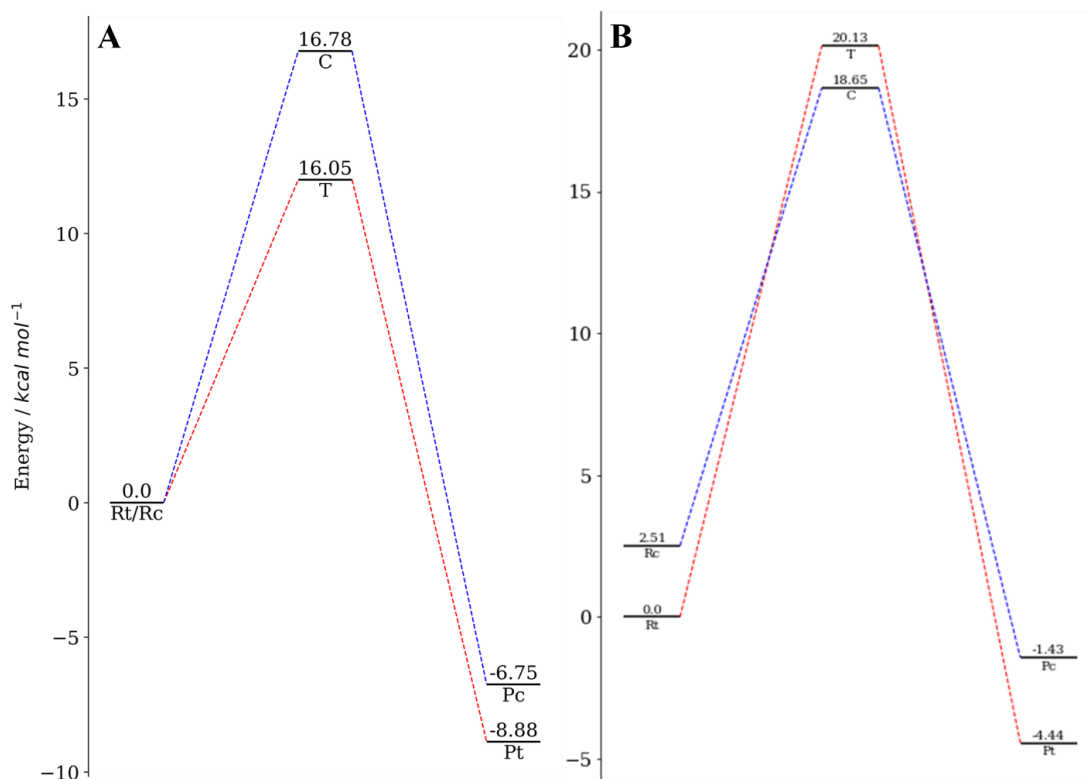 A
16.78
C
16.05
T
15
10
5
0
−5
−10
Energy / kcal mol⁻¹
0.0
Rt/Rc
-6.75
Pc
-8.88
Pt
B
20.13
T
18.65
C
20
15
10
5
0
−5
2.51
Rc
0.0
Rt
-1.43
Pc
-4.44
Pt